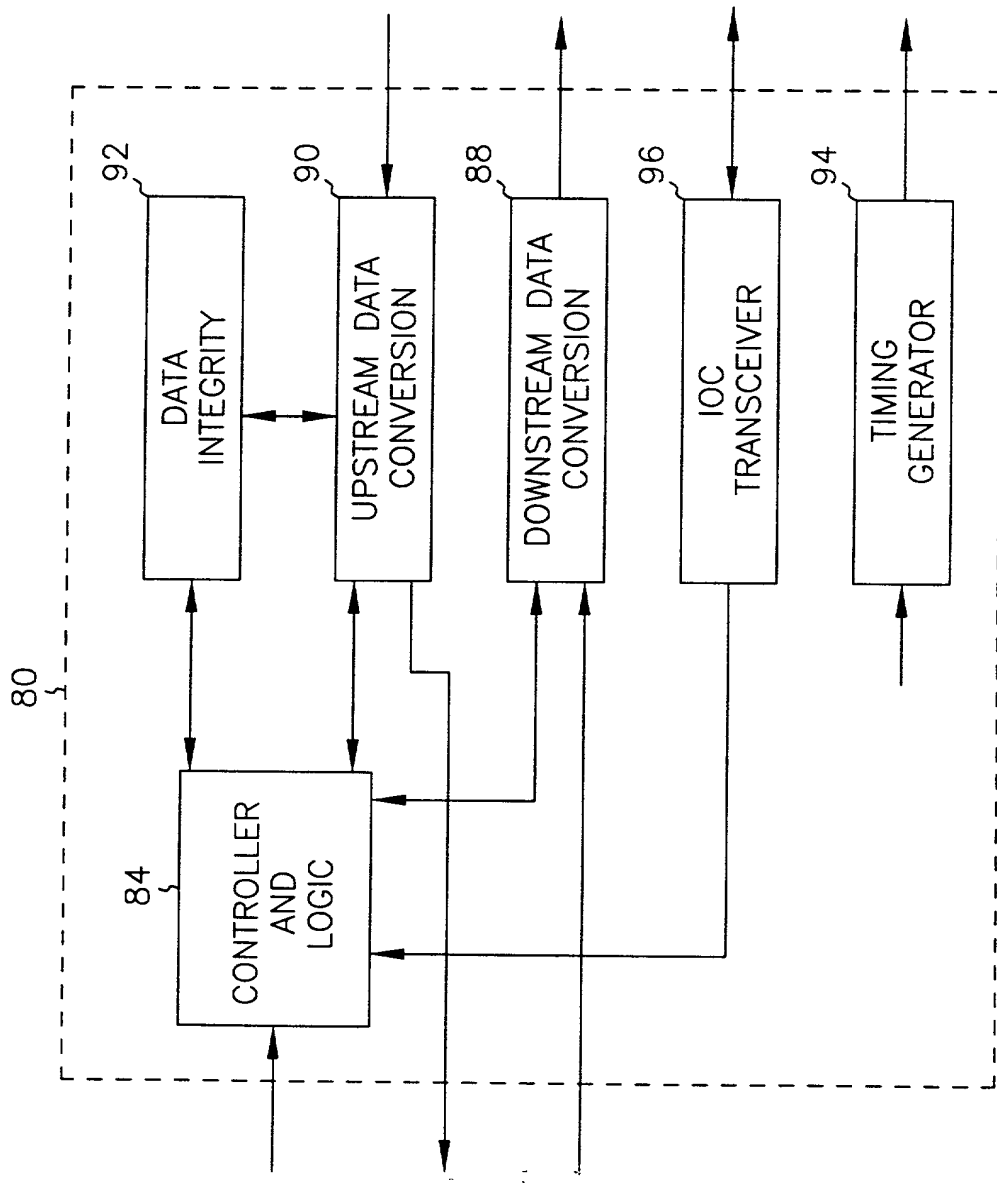 80
92
DATA
INTEGRITY
90
UPSTREAM DATA
CONVERSION
88
DOWNSTREAM DATA
CONVERSION
96
IOC
TRANSCEIVER
94
TIMING
GENERATOR
84
CONTROLLER
AND
LOGIC